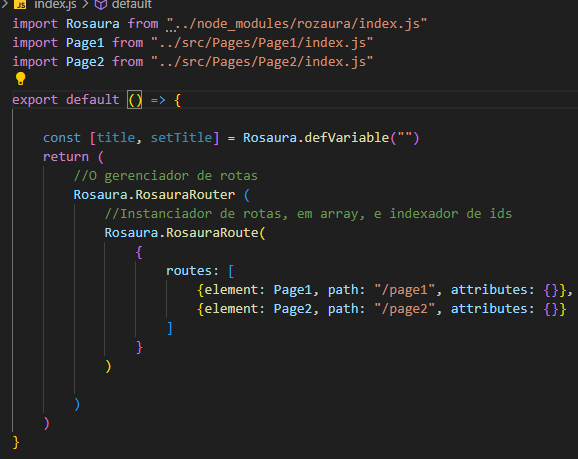 index.js > default
import Rosaura from "../node_modules/rozaura/index.js"
import Page1 from "../src/Pages/Page1/index.js"
import Page2 from "../src/Pages/Page2/index.js"
export default () => {
const [title, setTitle] = Rosaura.defVariable("")
return (
//O gerenciador de rotas
Rosaura.RosauraRouter (
//Instanciador de rotas, em array, e indexador de ids
Rosaura.RosauraRoute(
{
routes: [
{element: Page1, path: "/page1", attributes: {}},
{element: Page2, path: "/page2", attributes: {}}
]
}
)
)
)
}